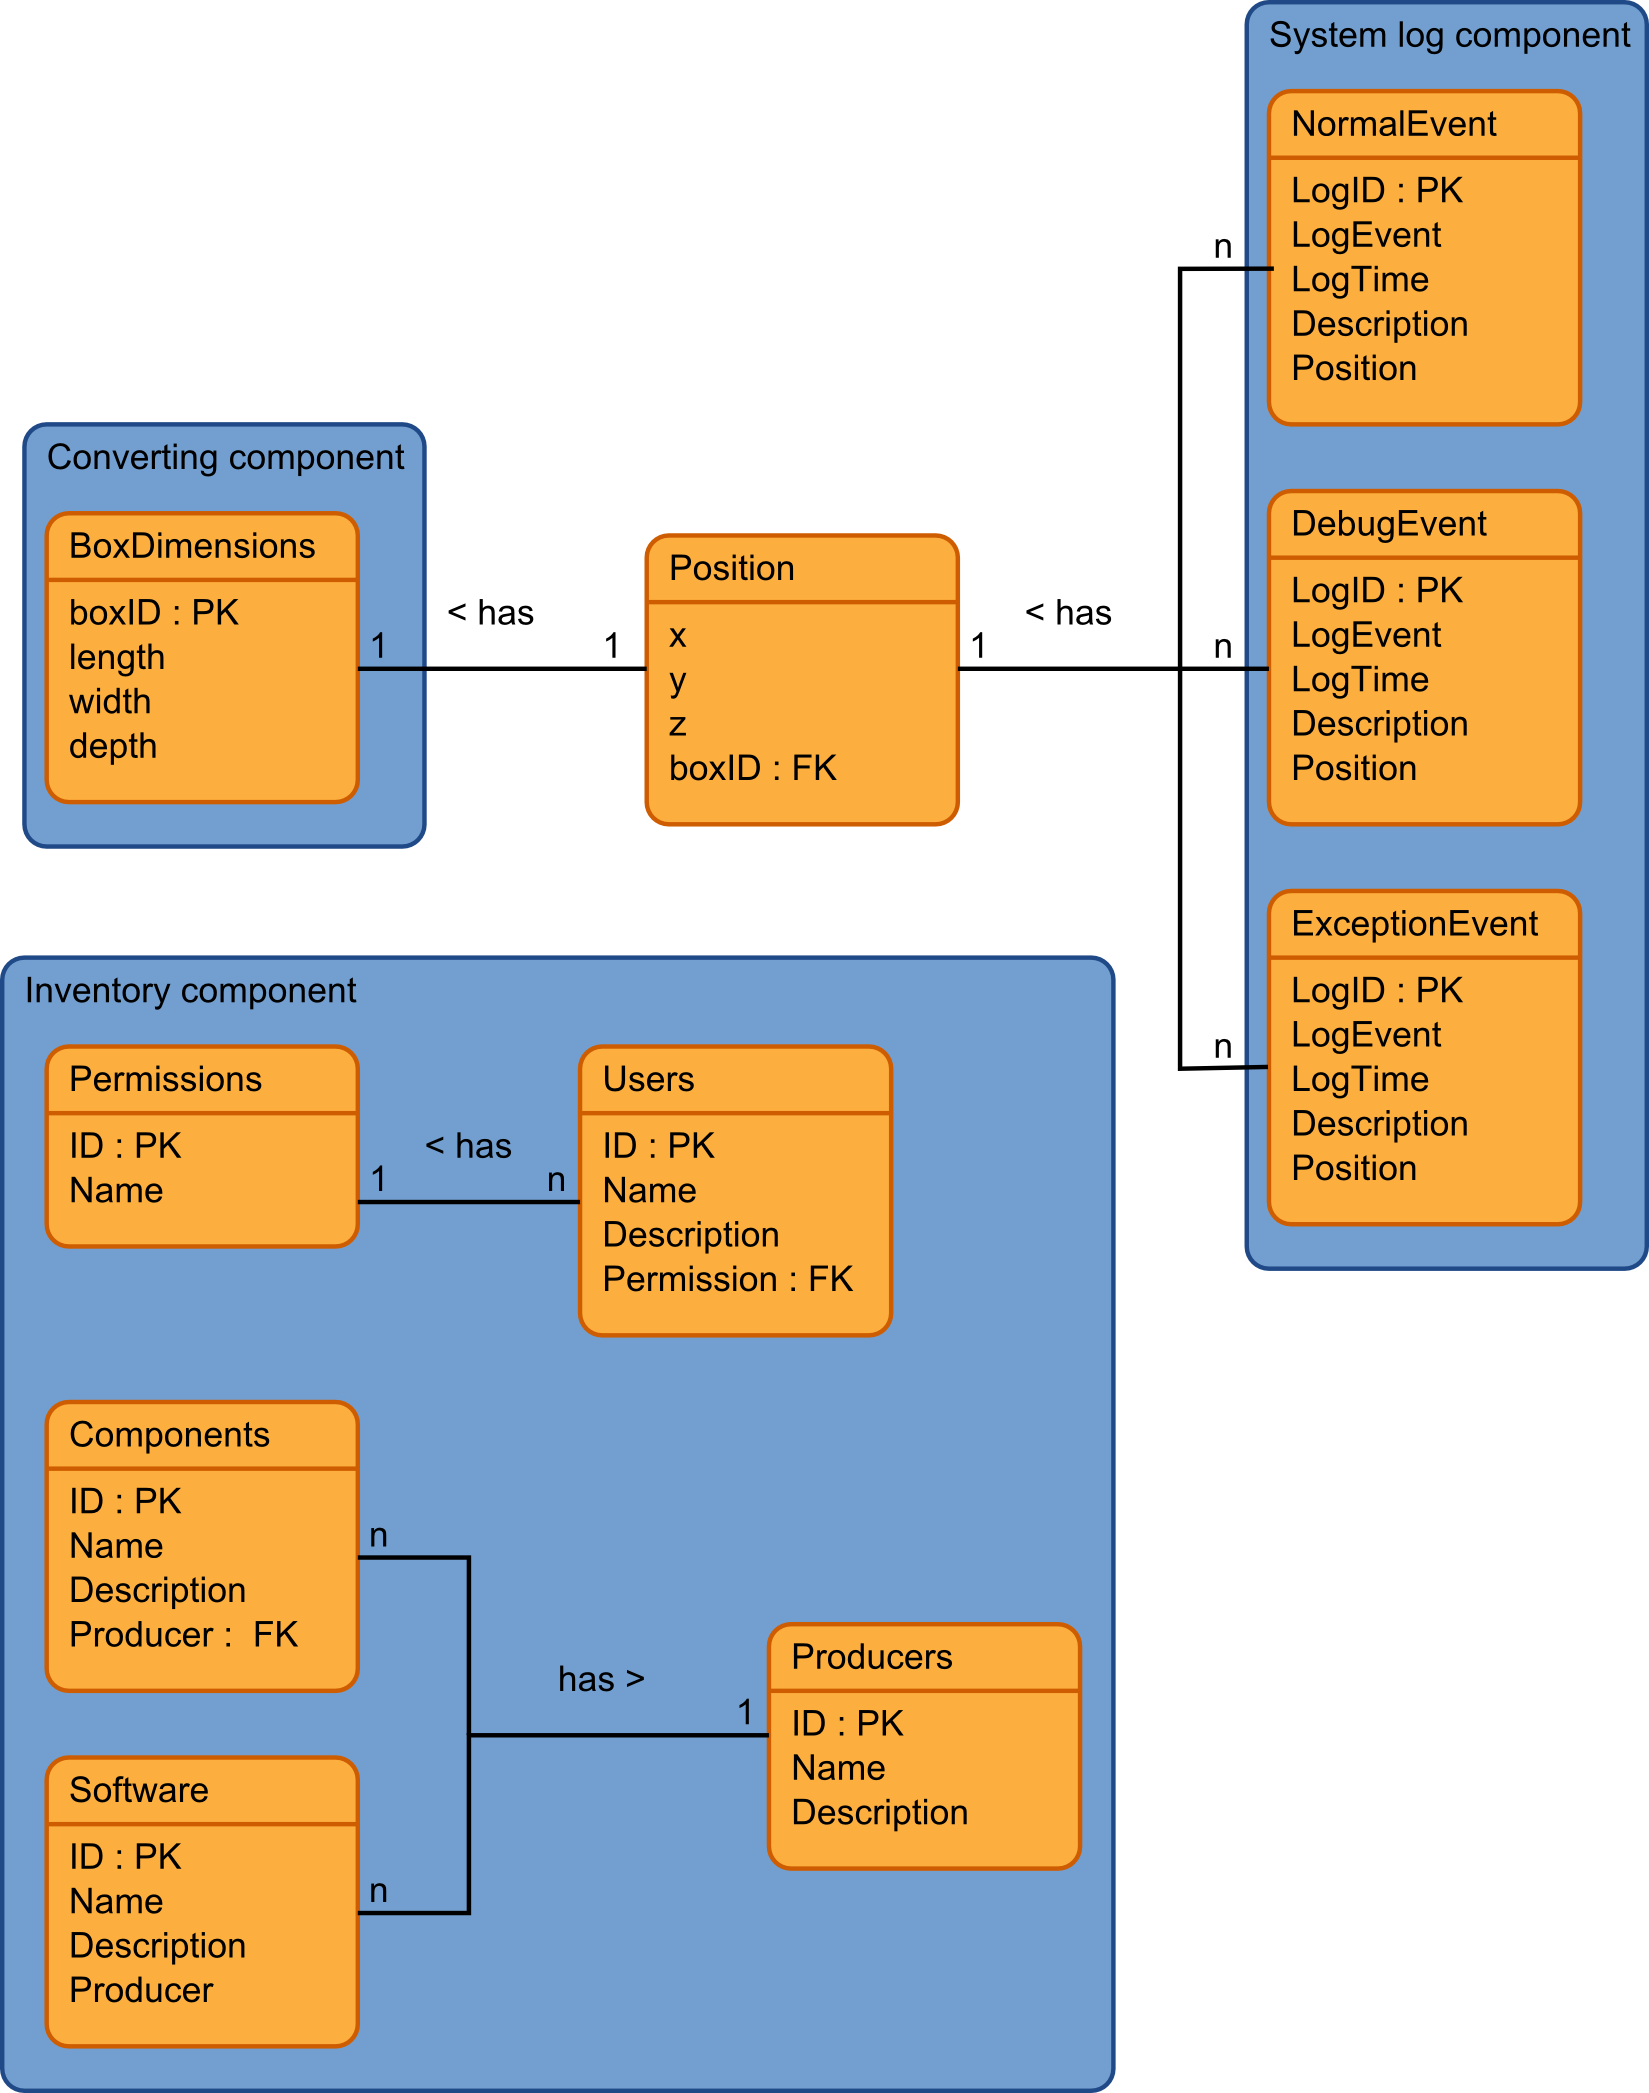 System log component
NormalEvent
LogID : PK
LogEvent
LogTime
Description
Position
n
DebugEvent
LogID : PK
LogEvent
LogTime
Description
Position
n
ExceptionEvent
LogID : PK
LogEvent
LogTime
Description
Position
n
Converting component
BoxDimensions
boxID : PK
length
width
depth
1
< has
1
Position
x
y
z
boxID : FK
1
< has
Inventory component
Permissions
ID : PK
Name
1
< has
n
Users
ID : PK
Name
Description
Permission : FK
Components
ID : PK
Name
Description
Producer :  FK
n
has >
1
Producers
ID : PK
Name
Description
Software
ID : PK
Name
Description
Producer
n